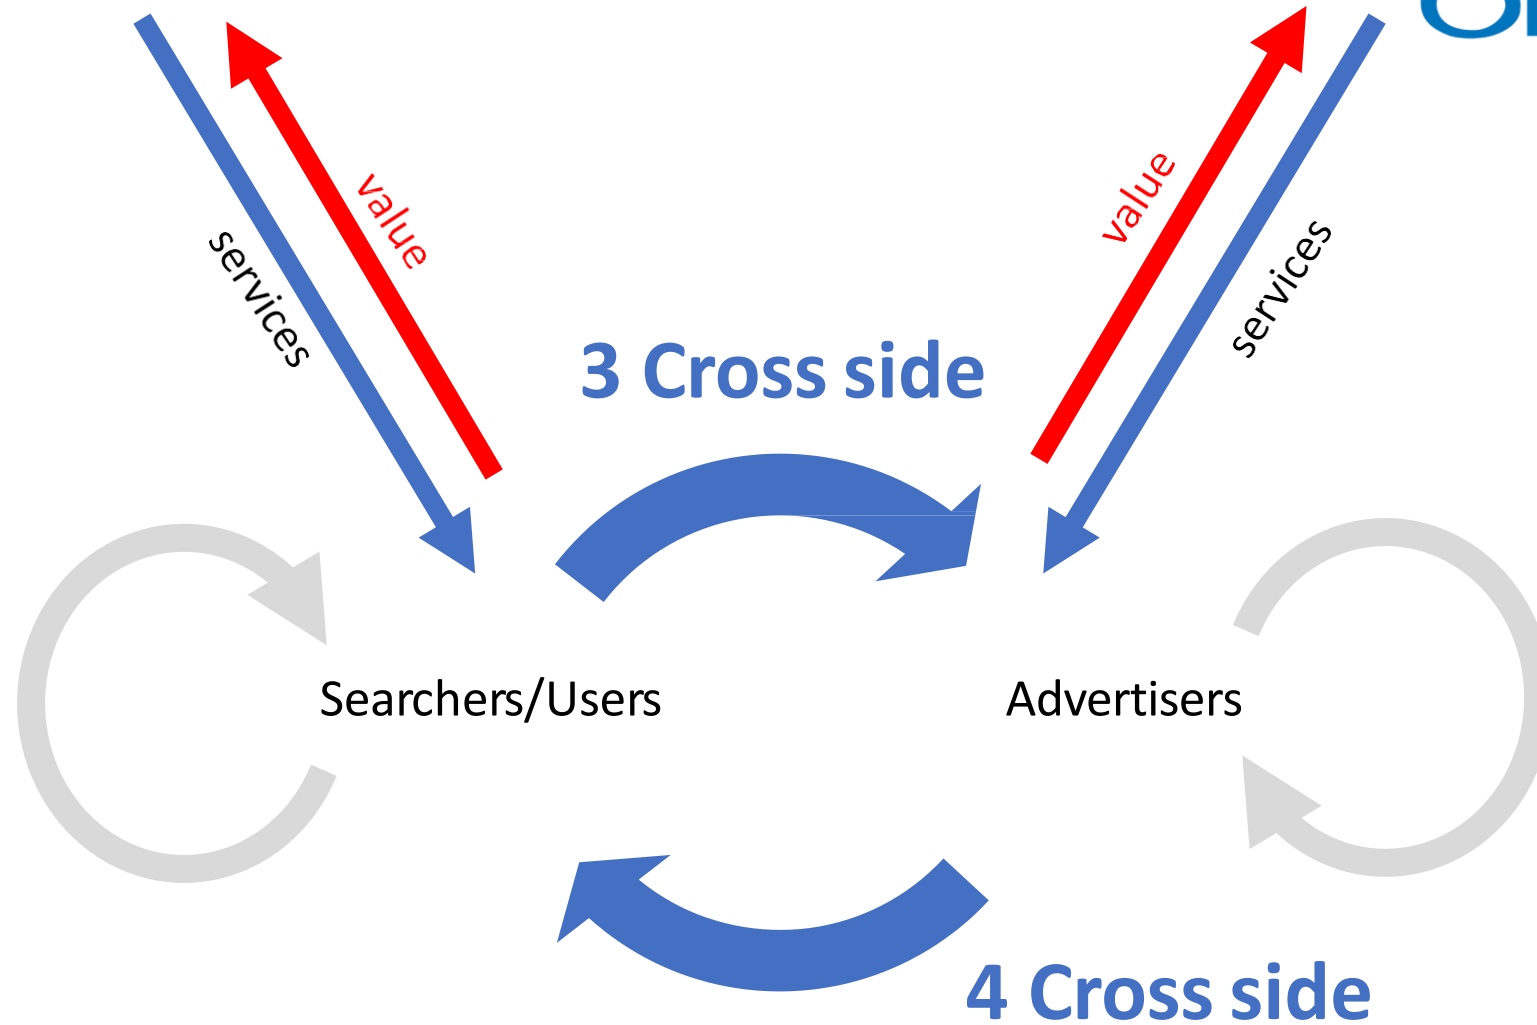 value
value
services
services
3 Cross side
Searchers/Users
Advertisers
4 Cross side